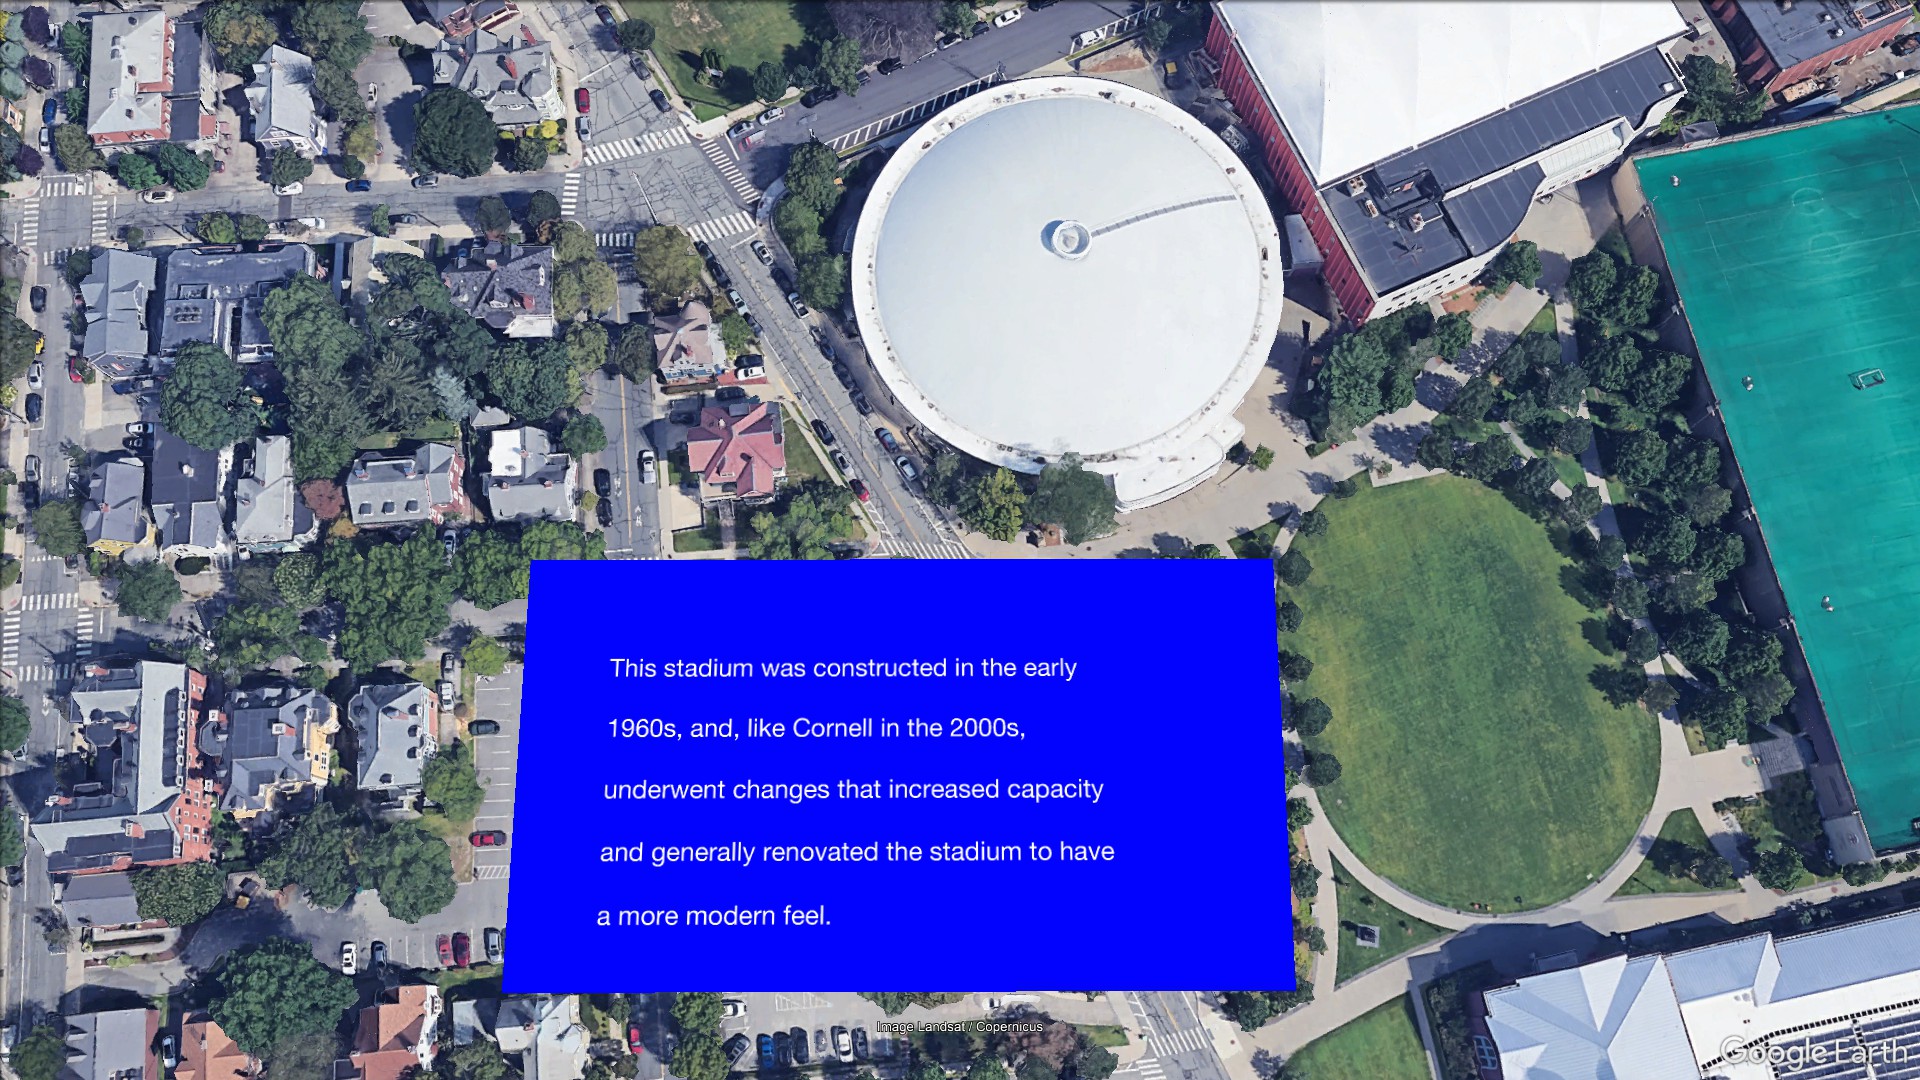 This stadium was constructed in the early
1960s, and, like Cornell in the 2000s,
underwent changes that increased capacity
and generally renovated the stadium to have
a more modern feel.
Image Landsat / Copernicus
Google Earth